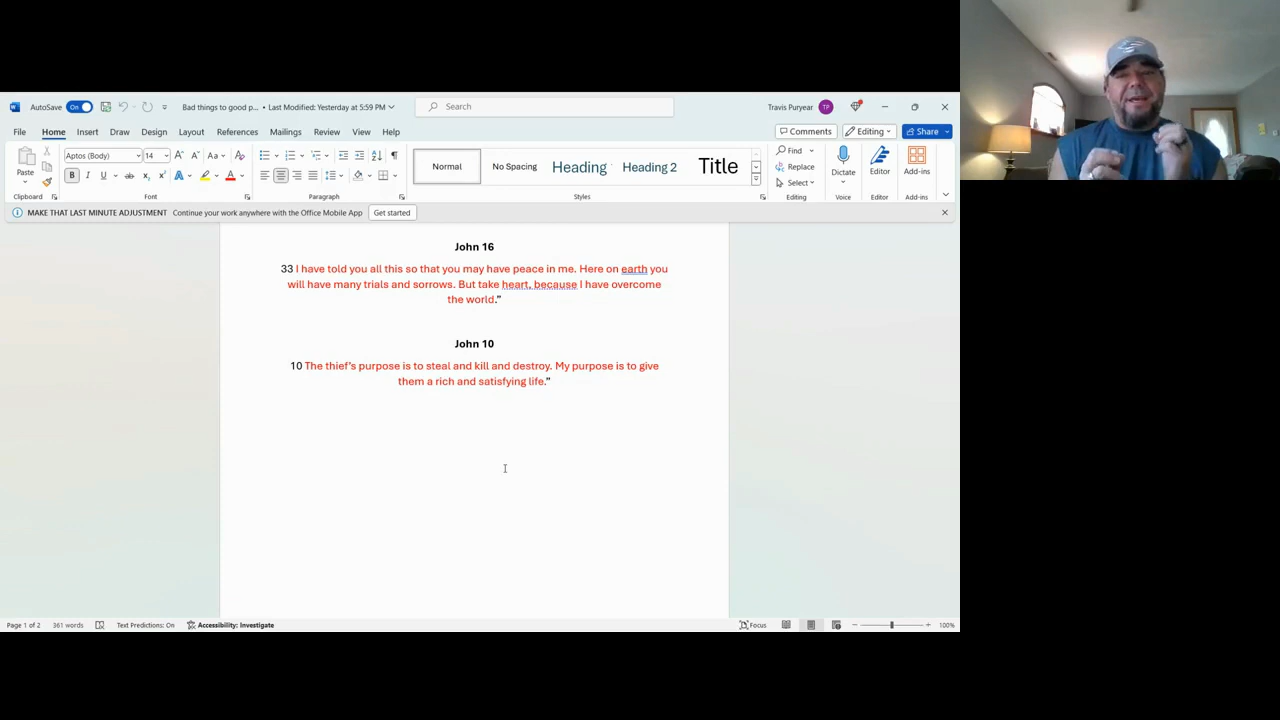 AutoSave On Bad things to good p... • Last Modified: Yesterday at 5:59 PM Search Travis Puryear TP
File Home Insert Draw Design Layout References Mailings Review View Help Comments Editing Share
Paste Aptos (Body) 14 Aa Normal No Spacing Heading Heading 2 Title Find Replace Select Dictate Editor Add-ins
Clipboard Font Paragraph Styles Editing Voice Editor Add-ins
MAKE THAT LAST MINUTE ADJUSTMENT Continue your work anywhere with the Office Mobile App Get started
John 16
33 I have told you all this so that you may have peace in me. Here on earth you
will have many trials and sorrows. But take heart, because I have overcome
the world.”
John 10
10 The thief’s purpose is to steal and kill and destroy. My purpose is to give
them a rich and satisfying life.”
Page 1 of 2 361 words Text Predictions: On Accessibility: Investigate Focus 100%